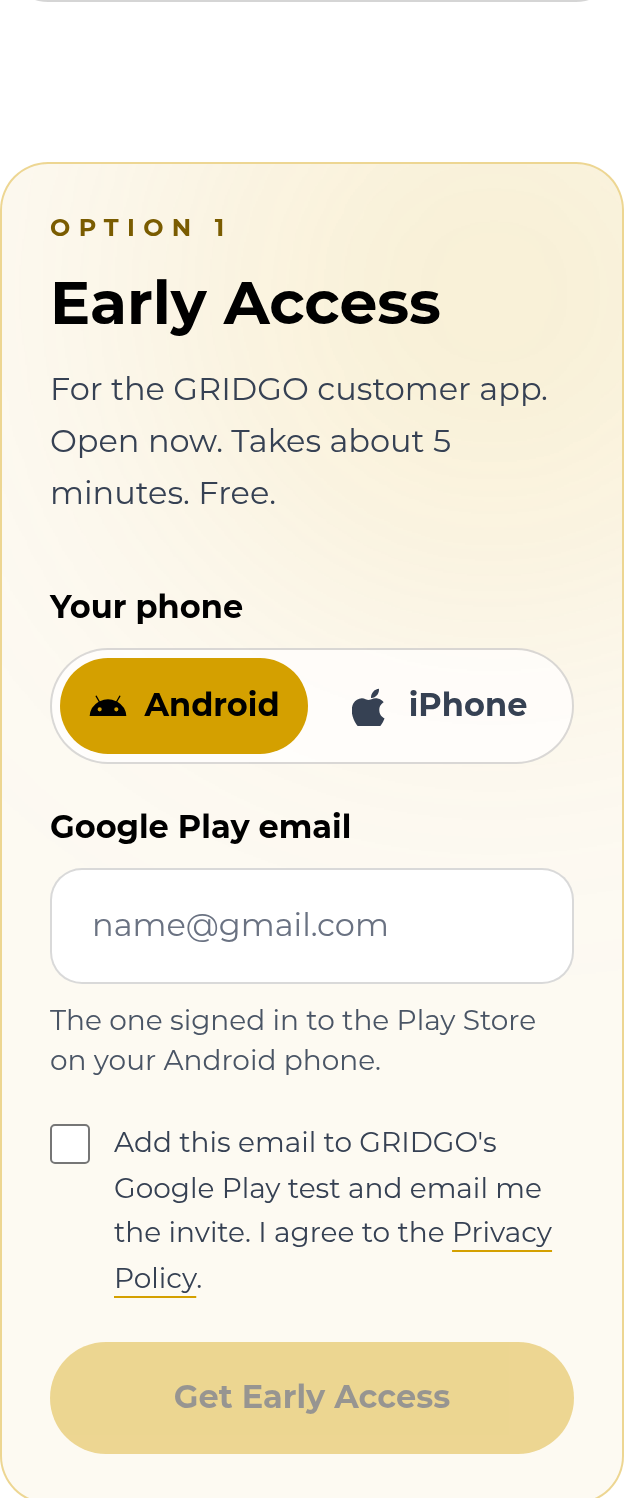 OPTION 1
Early Access
For the GRIDGO customer app.
Open now. Takes about 5
minutes. Free.
Your phone
Android
iPhone
Google Play email
name@gmail.com
The one signed in to the Play Store
on your Android phone.
Add this email to GRIDGO's
Google Play test and email me
the invite. I agree to the Privacy
Policy.
Get Early Access